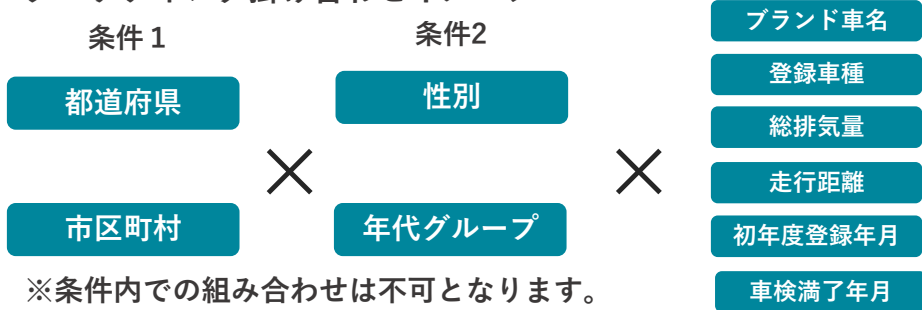 条件１
条件2
都道府県
性別
×
×
市区町村
年代グループ
※条件内での組み合わせは不可となります。
ブランド車名
登録車種
総排気量
走行距離
初年度登録年月
車検満了年月